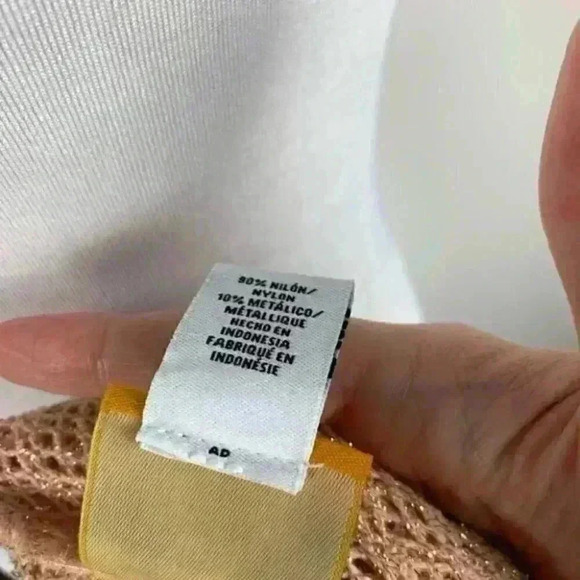 90% NILÓN/
NYLON
10% METÁLICO/
MÉTALLIQUE
HECHO EN
INDONESIA
FABRIQUÉ EN
INDONÉSIE
AD